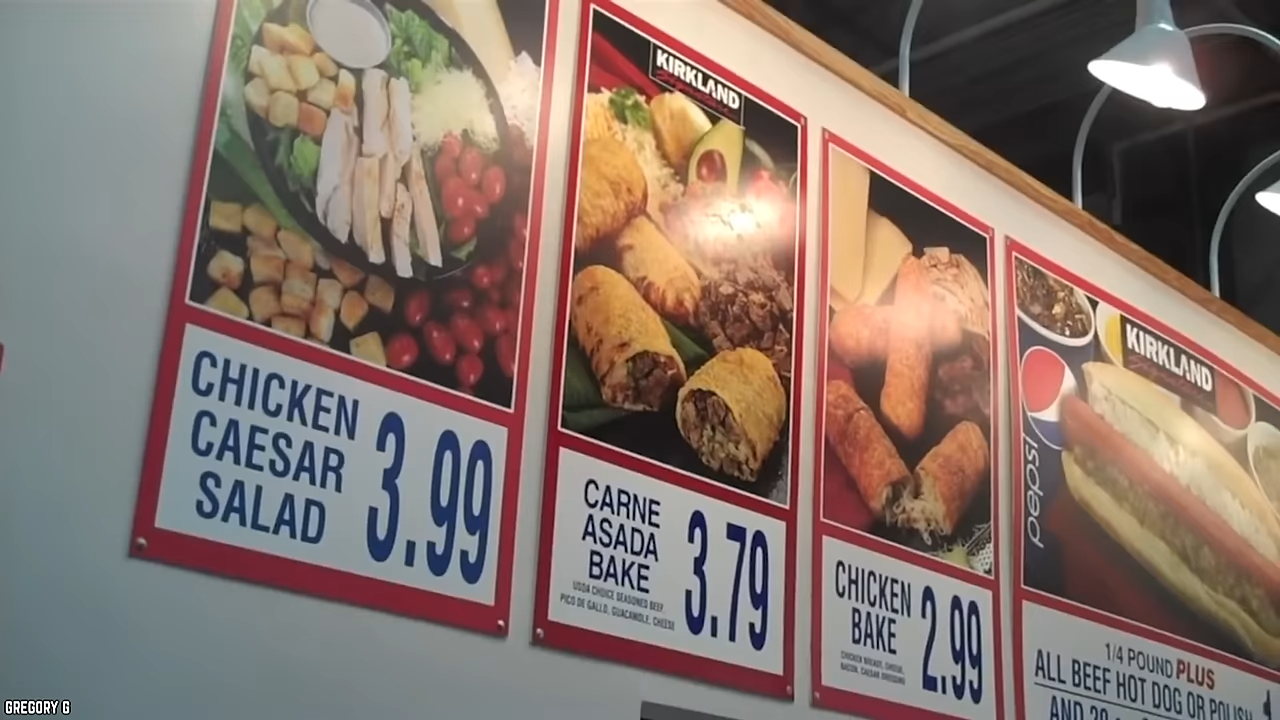 CHICKEN
CAESAR
SALAD
3.99
KIRKLAND
Signature
CARNE
ASADA
BAKE
3.79
USDA CHOICE SEASONED BEEF,
PICO DE GALLO, GUACAMOLE, CHEESE
CHICKEN
BAKE
2.99
CHICKEN BREAST, CHEESE,
BACON, CAESAR DRESSING
KIRKLAND
Signature
pepsi
1/4 POUND PLUS
ALL BEEF HOT DOG OR POLISH
AND 20
GREGORY G